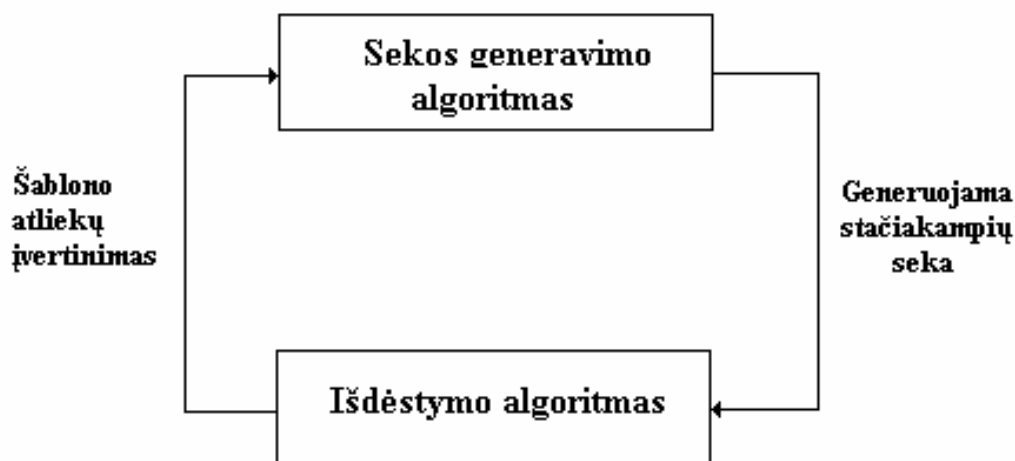 Sekos generavimo
algoritmas
Šablono
atliekų
įvertinimas
Generuojama
stačiakampių
seka
Išdėstymo algoritmas